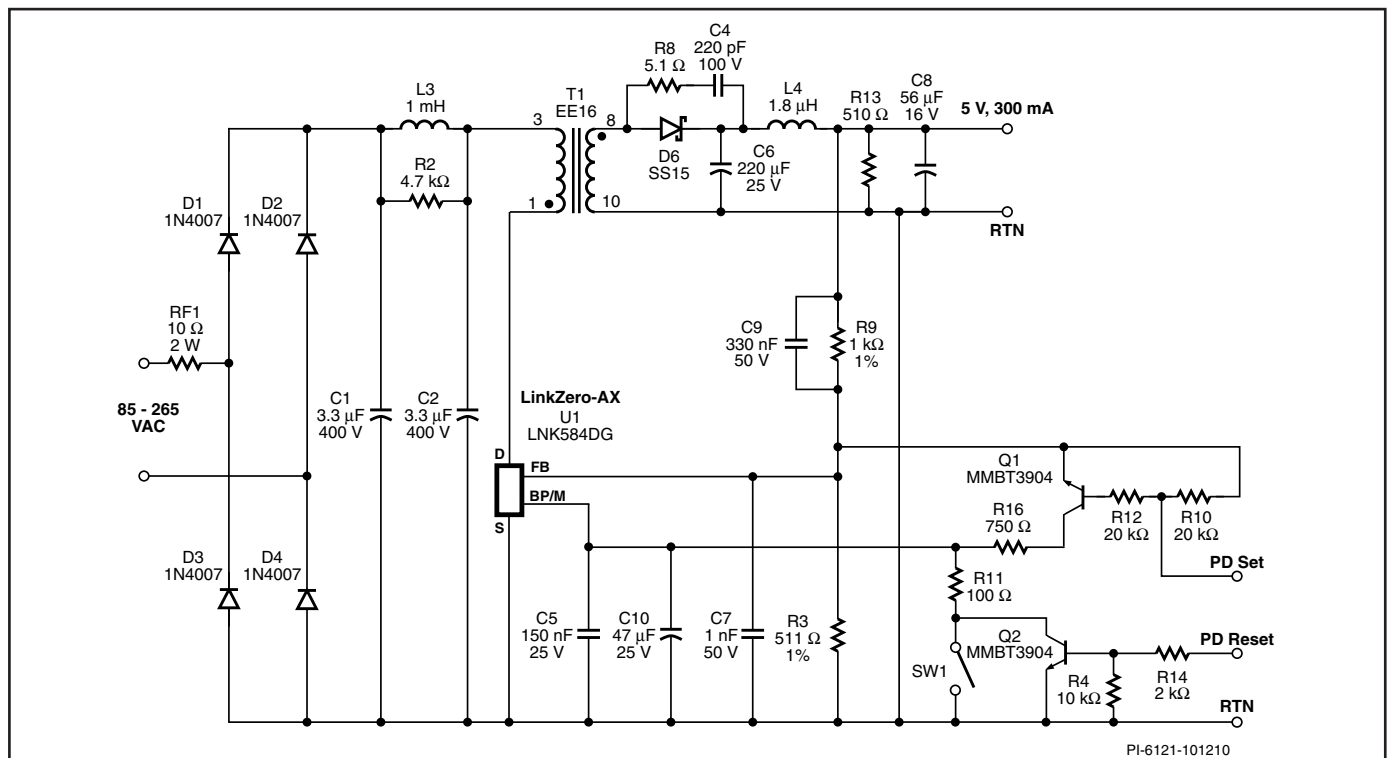 C4
220 pF
100 V
R8
5.1 Ω
L3
1 mH
T1
EE16
L4
1.8 µH
R13
510 Ω
C8
56 µF
16 V
5 V, 300 mA
3
8
D6
SS15
C6
220 µF
25 V
R2
4.7 kΩ
1
10
RTN
D1
1N4007
D2
1N4007
RF1
10 Ω
2 W
C9
330 nF
50 V
R9
1 kΩ
1%
85 - 265
VAC
C1
3.3 µF
400 V
C2
3.3 µF
400 V
LinkZero-AX
U1
LNK584DG
D
FB
BP/M
S
Q1
MMBT3904
R16
750 Ω
R12
20 kΩ
R10
20 kΩ
PD Set
D3
1N4007
D4
1N4007
R11
100 Ω
C5
150 nF
25 V
C10
47 µF
25 V
C7
1 nF
50 V
R3
511 Ω
1%
Q2
MMBT3904
PD Reset
SW1
R4
10 kΩ
R14
2 kΩ
RTN
PI-6121-101210